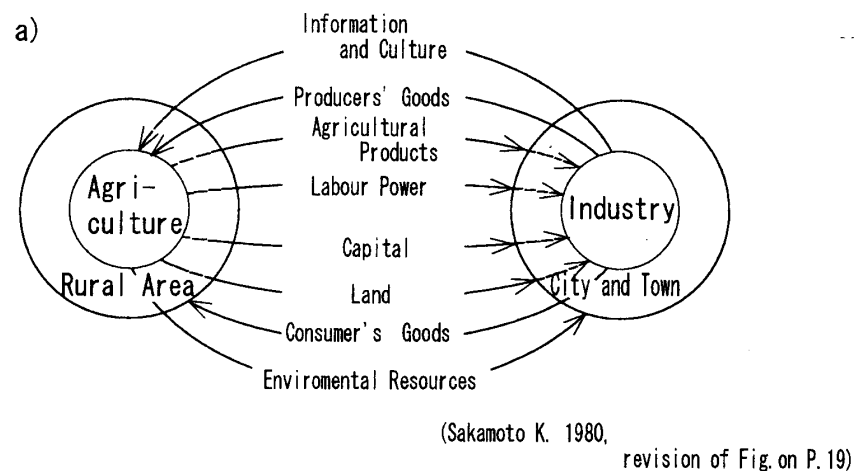 a)
Information
and Culture
Producers' Goods
Agricultural
Products
Labour Power
Capital
Land
Consumer's Goods
Enviromental Resources
Agri-
culture
Rural Area
Industry
City and Town
(Sakamoto K. 1980,
revision of Fig. on P. 19)